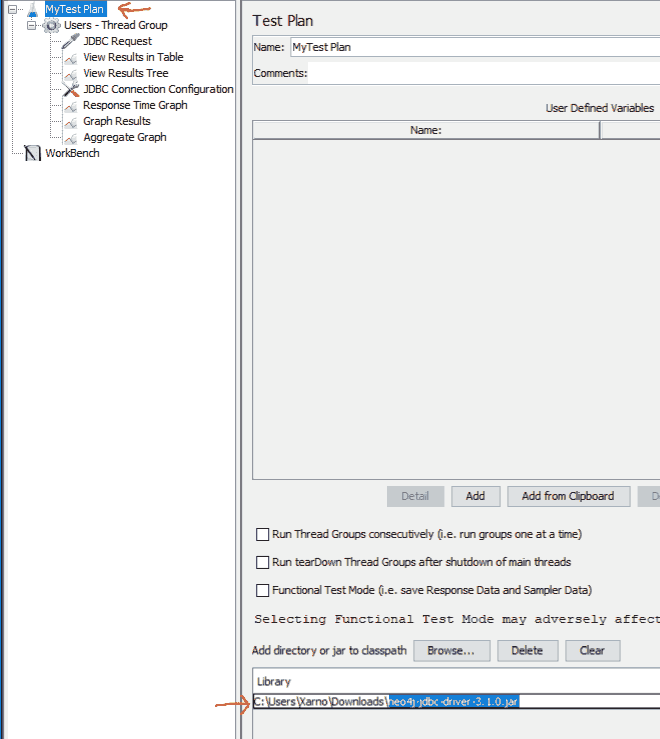 MyTest Plan
Users - Thread Group
JDBC Request
View Results in Table
View Results Tree
JDBC Connection Configuration
Response Time Graph
Graph Results
Aggregate Graph
WorkBench
Test Plan
Name: MyTest Plan
Comments:
User Defined Variables
Name:
Detail Add Add from Clipboard
Run Thread Groups consecutively (i.e. run groups one at a time)
Run tearDown Thread Groups after shutdown of main threads
Functional Test Mode (i.e. save Response Data and Sampler Data)
Selecting Functional Test Mode may adversely affect
Add directory or jar to classpath Browse... Delete Clear
Library
C:\Users\Xarno\Downloads\neo4j-jdbc-driver-3.1.0.jar